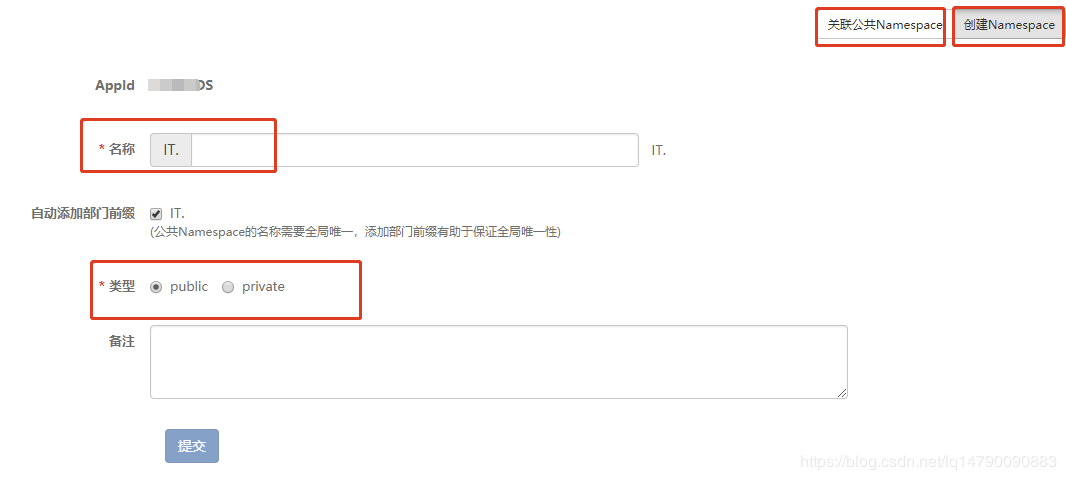 关联公共Namespace 创建Namespace
AppId DS
* 名称 IT. IT.
自动添加部门前缀 IT.
(公共Namespace的名称需要全局唯一，添加部门前缀有助于保证全局唯一性)
* 类型 public private
备注
提交
https://blog.csdn.net/lq14790090883